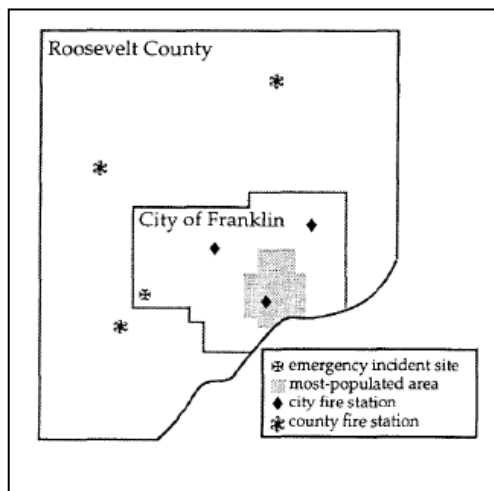 Roosevelt County
City of Franklin
emergency incident site
most-populated area
city fire station
county fire station